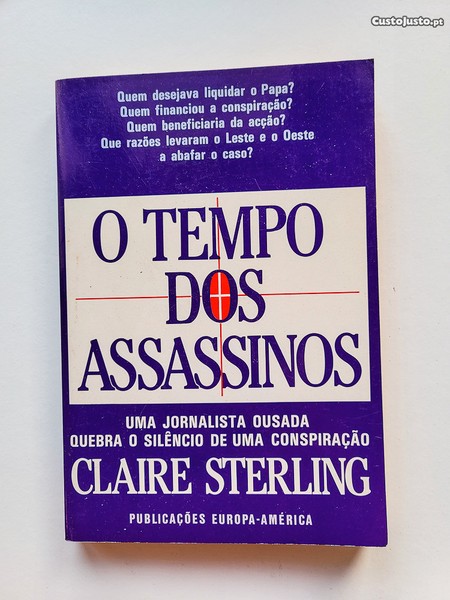 CustoJusto.pt
Quem desejava liquidar o Papa?
Quem financiou a conspiração?
Quem beneficiaria da acção?
Que razões levaram o Leste e o Oeste
a abafar o caso?
O TEMPO
DOS
ASSASSINOS
UMA JORNALISTA OUSADA
QUEBRA O SILÊNCIO DE UMA CONSPIRAÇÃO
CLAIRE STERLING
PUBLICAÇÕES EUROPA-AMÉRICA